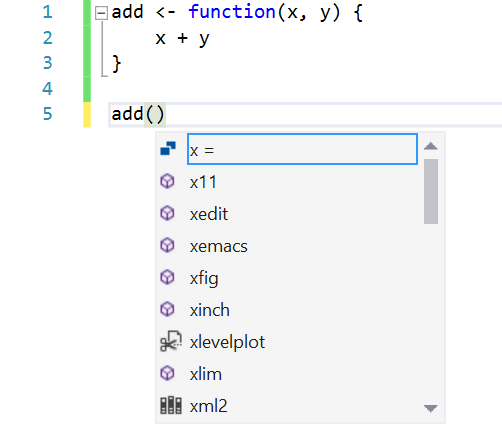 1 add <- function(x, y) {
2 x + y
3 }
4
5 add()
x =
x11
xedit
xemacs
xfig
xinch
xlevelplot
xlim
xml2